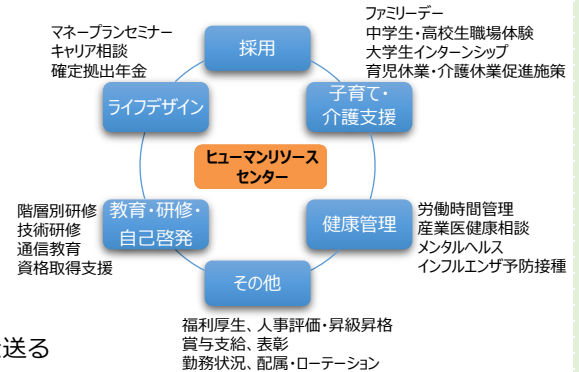 ファミリーデー
中学生・高校生職場体験
大学生インターンシップ
育児休業・介護休業促進施策
マネープランセミナー
キャリア相談
確定拠出年金
採用
ライフデザイン
子育て・
介護支援
ヒューマンリソース
センター
階層別研修
技術研修
通信教育
資格取得支援
教育・研修・
自己啓発
健康管理
労働時間管理
産業医健康相談
メンタルヘルス
インフルエンザ予防接種
その他
福利厚生、人事評価・昇級昇格
賞与支給、表彰
勤務状況、配属・ローテーション
送る